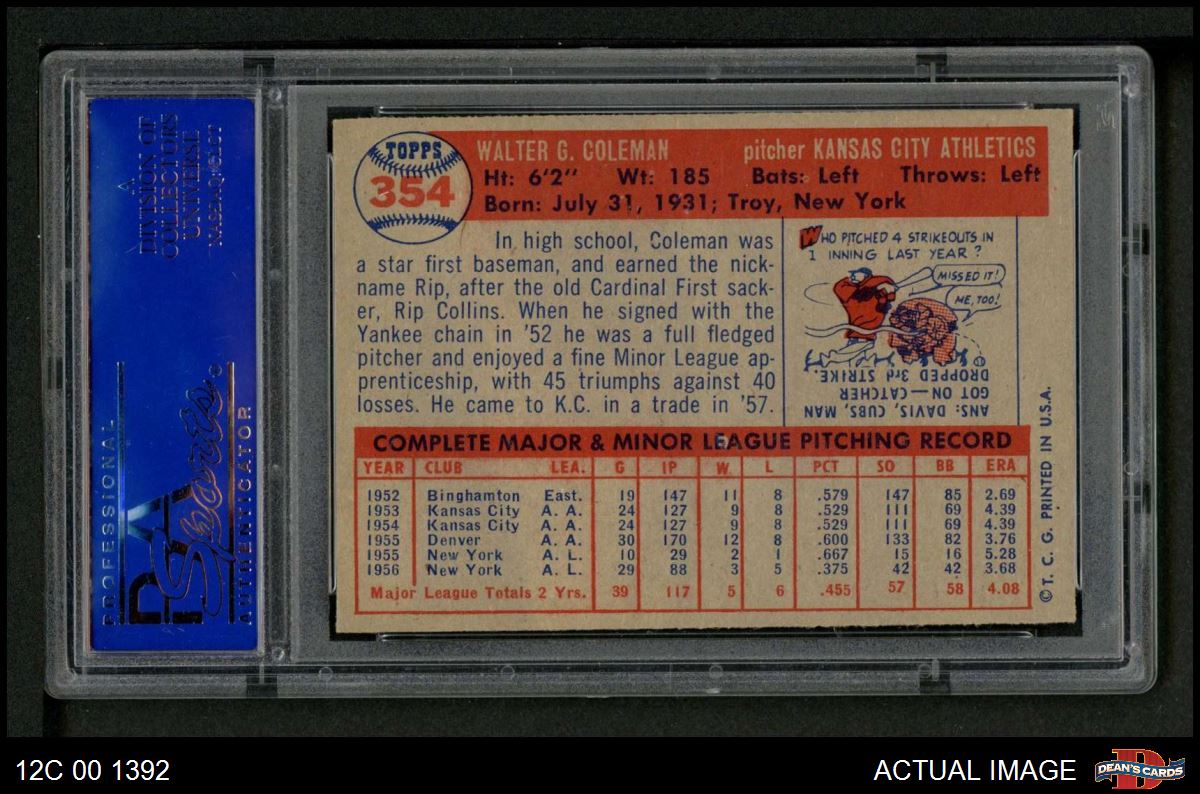 A
DIVISION OF
COLLECTORS
UNIVERSE
NASDAQ: CLCT
PROFESSIONAL
PSA
Sports
AUTHENTICATOR
TOPPS
354
WALTER G. COLEMAN pitcher KANSAS CITY ATHLETICS
Ht: 6'2" Wt: 185 Bats: Left Throws: Left
Born: July 31, 1931; Troy, New York
In high school, Coleman was
a star first baseman, and earned the nick-
name Rip, after the old Cardinal First sack-
er, Rip Collins. When he signed with the
Yankee chain in '52 he was a full fledged
pitcher and enjoyed a fine Minor League ap-
prenticeship, with 45 triumphs against 40
losses. He came to K.C. in a trade in '57.
WHO PITCHED 4 STRIKEOUTS IN
1 INNING LAST YEAR?
MISSED IT!
ME, TOO!
ANS: DAVIS, CUBS, MAN
GOT ON—CATCHER
DROPPED 3rd STRIKE.
COMPLETE MAJOR & MINOR LEAGUE PITCHING RECORD
YEAR CLUB LEA. G IP W. L PCT SO BB ERA
1952 Binghamton East. 19 147 11 8 .579 147 85 2.69
1953 Kansas City A. A. 24 127 9 8 .529 111 69 4.39
1954 Kansas City A. A. 24 127 9 8 .529 111 69 4.39
1955 Denver A. A. 30 170 12 8 .600 133 82 3.76
1955 New York A. L. 10 29 2 1 .667 15 16 5.28
1956 New York A. L. 29 88 3 5 .375 42 42 3.68
Major League Totals 2 Yrs. 39 117 5 6 .455 57 58 4.08
© T. C. G. PRINTED IN U.S.A.
12C 00 1392
ACTUAL IMAGE
DEAN'S CARDS